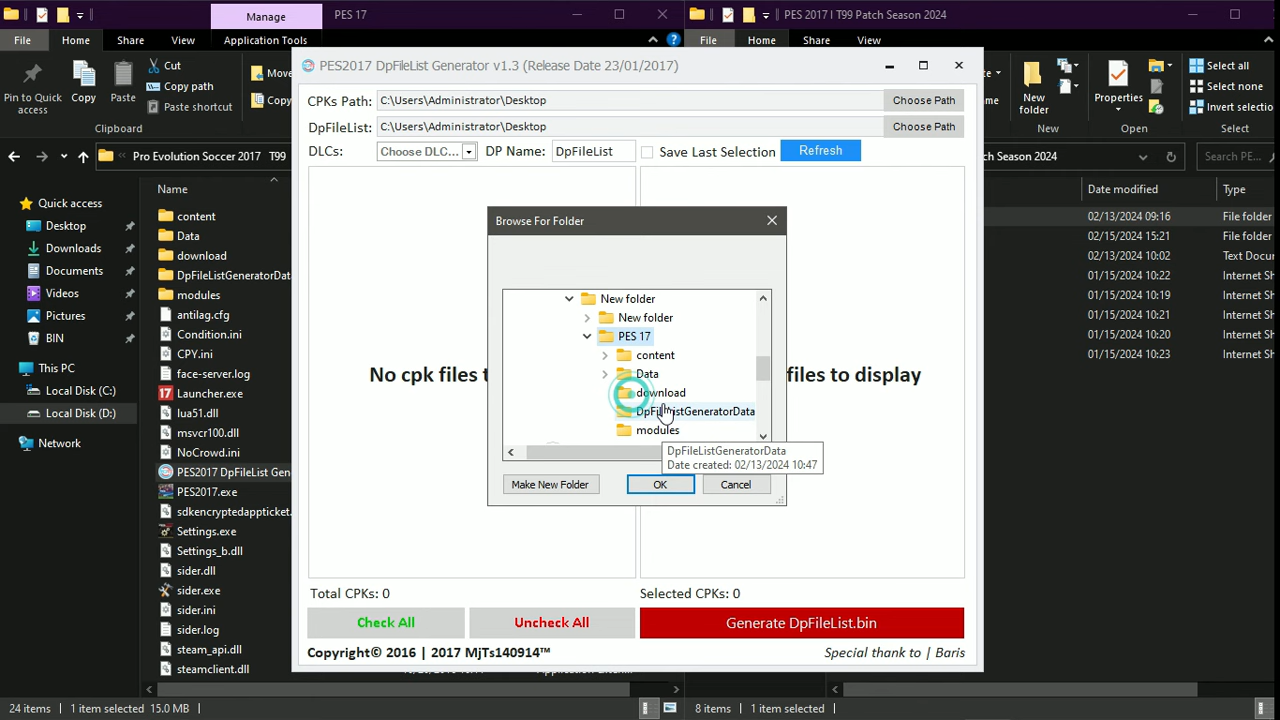 Manage
PES 17
PES 2017 I T99 Patch Season 2024
File
Home
Share
View
Application Tools
File
Home
Share
View
Pin to Quick access
Copy
Paste
Cut
Copy path
Paste shortcut
Clipboard
New folder
New
Properties
Open
Select all
Select none
Invert selection
Select
Pro Evolution Soccer 2017
T99
ch Season 2024
Search PE...
PES2017 DpFileList Generator v1.3 (Release Date 23/01/2017)
CPKs Path:
C:\Users\Administrator\Desktop
Choose Path
DpFileList:
C:\Users\Administrator\Desktop
Choose Path
DLCs:
Choose DLC...
DP Name:
DpFileList
Save Last Selection
Refresh
Quick access
Desktop
Downloads
Documents
Videos
Pictures
BIN
This PC
Local Disk (C:)
Local Disk (D:)
Network
Name
content
Data
download
DpFileListGeneratorDat
modules
antilag.cfg
Condition.ini
CPY.ini
face-server.log
Launcher.exe
lua51.dll
msvcr100.dll
NoCrowd.ini
PES2017 DpFileList Gen
PES2017.exe
sdkencryptedappticket.
Settings.exe
Settings_b.dll
sider.dll
sider.exe
sider.ini
sider.log
steam_api.dll
steamclient.dll
No cpk files t
files to display
Browse For Folder
New folder
New folder
PES 17
content
Data
download
DpFileListGeneratorData
modules
DpFileListGeneratorData
Date created: 02/13/2024 10:47
Make New Folder
OK
Cancel
Date modified
Type
02/13/2024 09:16
File folder
02/15/2024 15:21
File folder
02/13/2024 10:02
Text Docu
01/15/2024 10:22
Internet Sh
01/15/2024 10:19
Internet Sh
01/15/2024 10:21
Internet Sh
01/15/2024 10:20
Internet Sh
01/15/2024 10:23
Internet Sh
Total CPKs: 0
Selected CPKs: 0
Check All
Uncheck All
Generate DpFileList.bin
Copyright© 2016 | 2017 MjTs140914™
Special thank to | Baris
24 items
1 item selected 15.0 MB
8 items
1 item selected